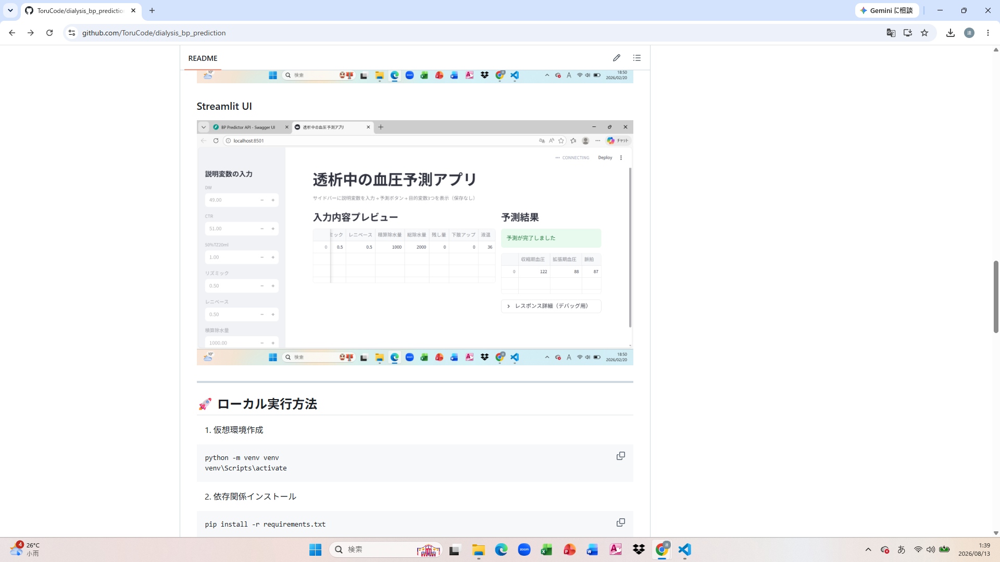 ToruCode/dialysis_bp_predictio
Gemini に相談
github.com/ToruCode/dialysis_bp_prediction
README
10°
検索
A
18:50
2026/02/20
Streamlit UI
BP Predictor API - Swagger UI
透析中の血圧予測アプリ
localhost:8501
チャット
CONNECTING
Deploy
説明変数の入力
DW
49.00
CTR
51.00
50%TZ20ml
1.00
リズミック
0.50
レニベース
0.50
積算除水量
1000.00
透析中の血圧予測アプリ
サイドバーに説明変数を入力→予測ボタン→目的変数3つを表示（保存なし）
入力内容プレビュー
ミック レニベース 積算除水量 総除水量 残し量 下肢アップ 液温
0 0.5 0.5 1000 2000 0 0 36
予測結果
予測が完了しました
収縮期血圧 拡張期血圧 脈拍
0 122 88 87
レスポンス詳細（デバッグ用）
10°
検索
A
18:50
2026/02/20
🚀 ローカル実行方法
1. 仮想環境作成
python -m venv venv
venv\Scripts\activate
2. 依存関係インストール
pip install -r requirements.txt
4
26°C
小雨
検索
zoom
あ
1:39
2026/08/13